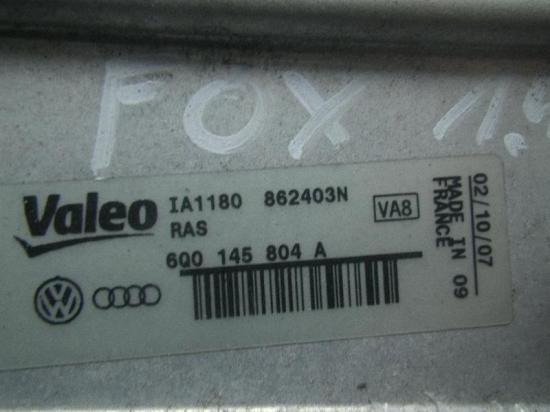 FOX 1.4
Valeo
IA1180 862403N
RAS
VA8
6Q0 145 804 A
MADE IN
FRANCE 09
02/10/07